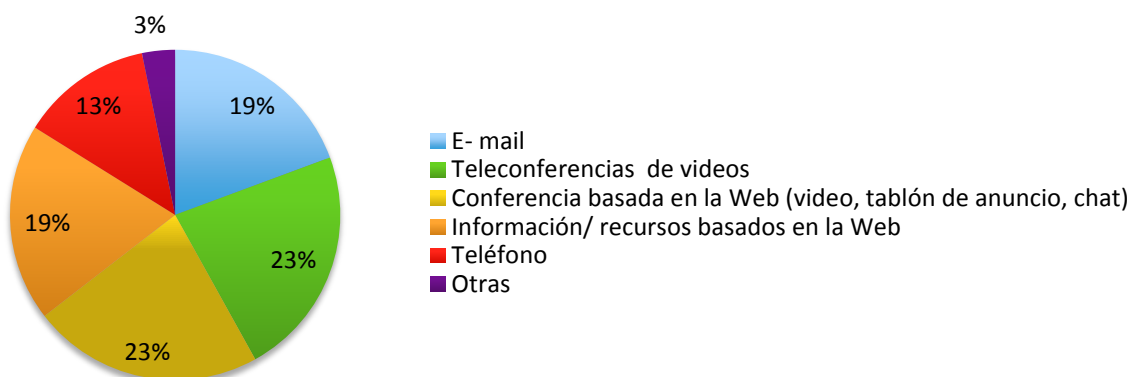 3%
13%
19%
19%
23%
23%
E- mail
Teleconferencias de videos
Conferencia basada en la Web (video, tablón de anuncio, chat)
Información/ recursos basados en la Web
Teléfono
Otras